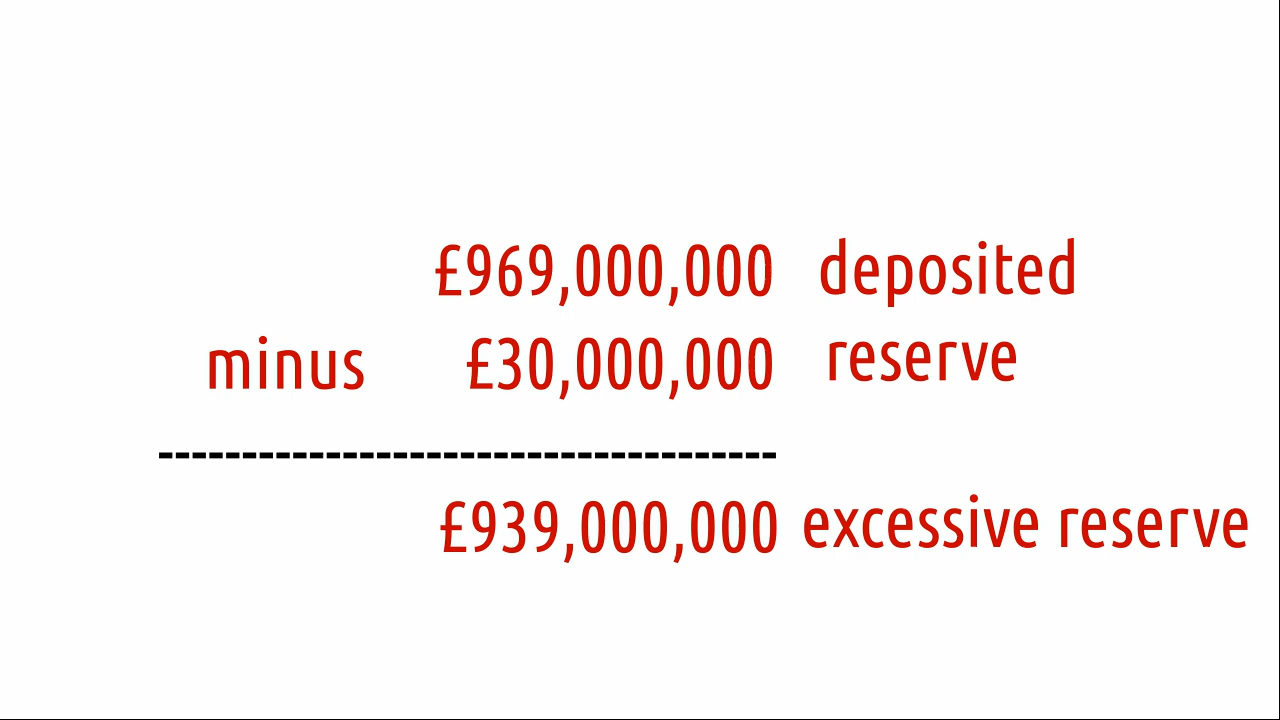 £969,000,000 deposited
minus £30,000,000 reserve
-------------------------------------
£939,000,000 excessive reserve